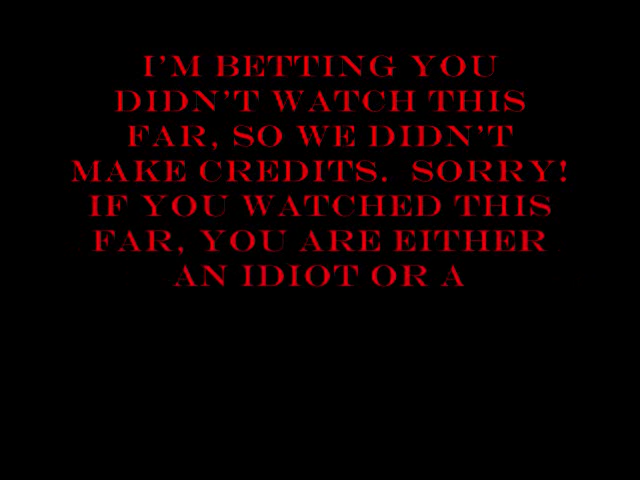 I'M BETTING YOU
DIDN'T WATCH THIS
FAR, SO WE DIDN'T
MAKE CREDITS.  SORRY!
IF YOU WATCHED THIS
FAR, YOU ARE EITHER
AN IDIOT OR A